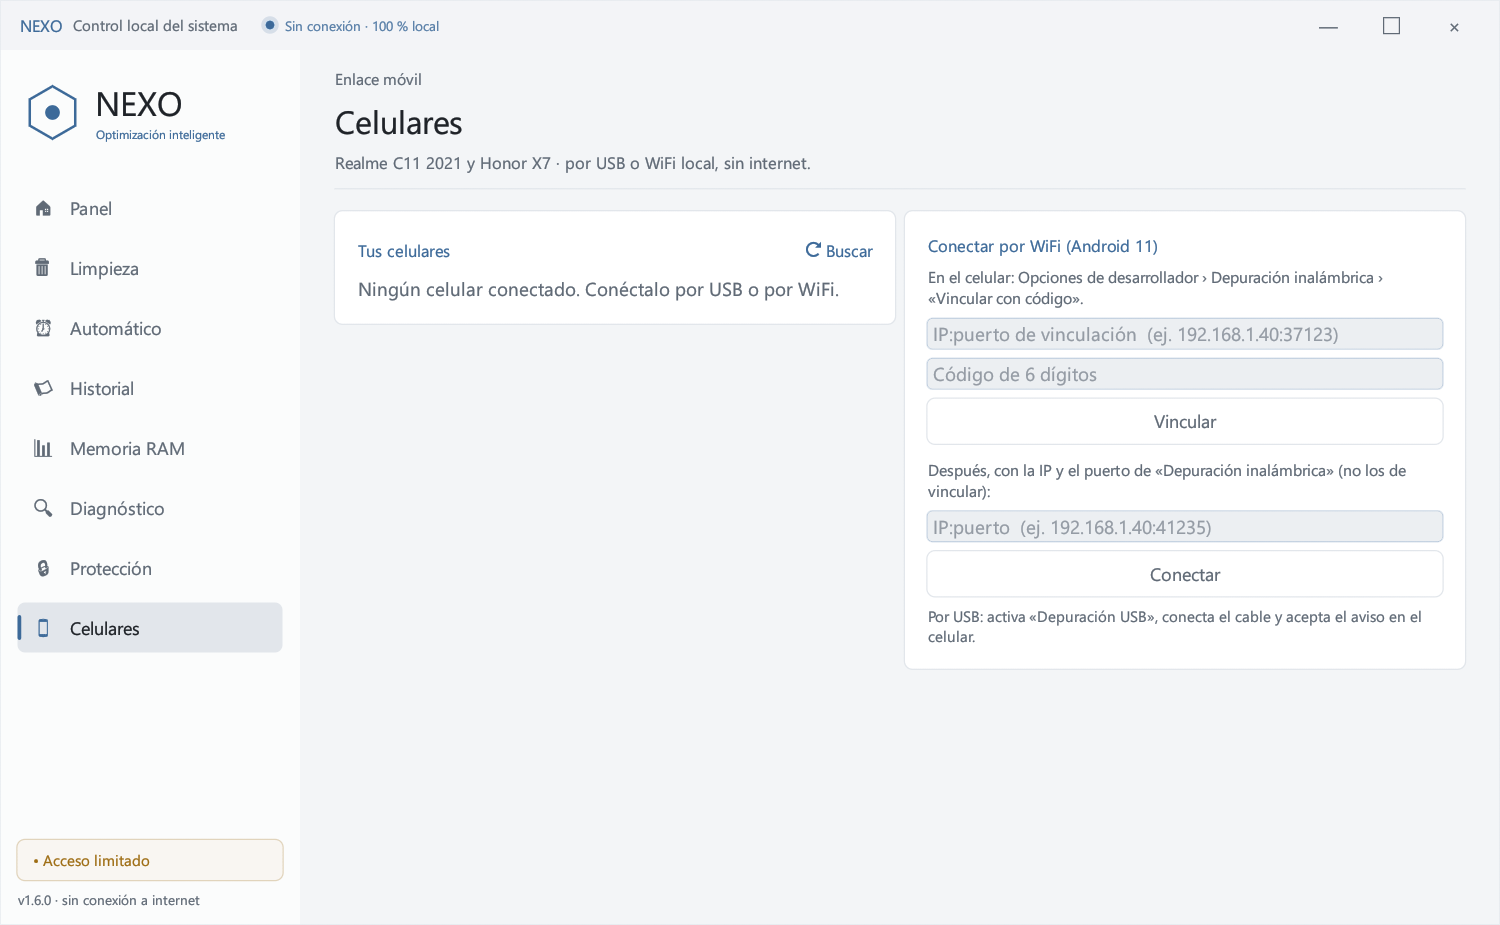 NEXO Control local del sistema Sin conexión · 100 % local
NEXO
Optimización inteligente
Panel
Limpieza
Automático
Historial
Memoria RAM
Diagnóstico
Protección
Celulares
• Acceso limitado
v1.6.0 · sin conexión a internet
Enlace móvil
Celulares
Realme C11 2021 y Honor X7 · por USB o WiFi local, sin internet.
Tus celulares
Buscar
Ningún celular conectado. Conéctalo por USB o por WiFi.
Conectar por WiFi (Android 11)
En el celular: Opciones de desarrollador › Depuración inalámbrica ›
«Vincular con código».
IP:puerto de vinculación (ej. 192.168.1.40:37123)
Código de 6 dígitos
Vincular
Después, con la IP y el puerto de «Depuración inalámbrica» (no los de
vincular):
IP:puerto (ej. 192.168.1.40:41235)
Conectar
Por USB: activa «Depuración USB», conecta el cable y acepta el aviso en el
celular.